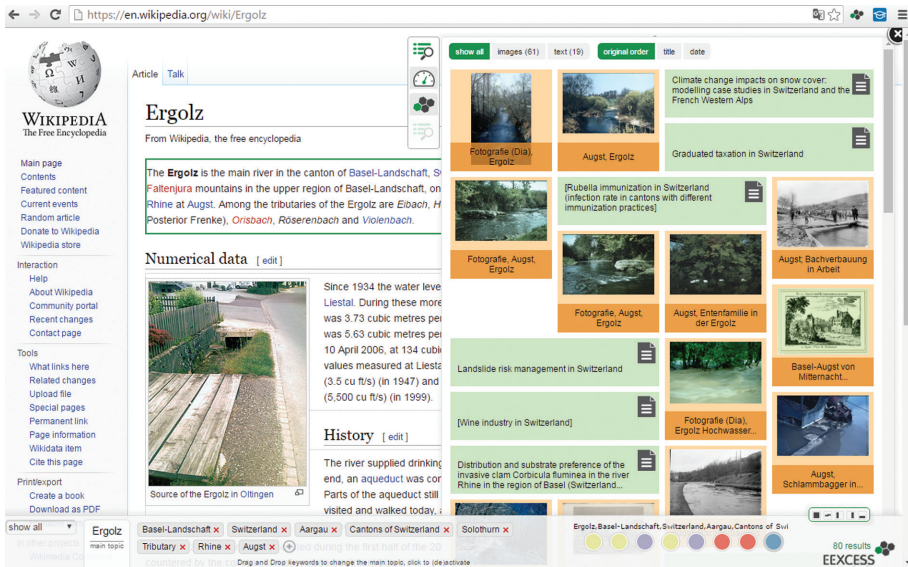 https://en.wikipedia.org/wiki/Ergolz
WIKIPEDIA
The Free Encyclopedia
Main page
Contents
Featured content
Current events
Random article
Donate to Wikipedia
Wikipedia store
Interaction
Help
About Wikipedia
Community portal
Recent changes
Contact page
Tools
What links here
Related changes
Upload file
Special pages
Permanent link
Page information
Wikidata item
Cite this page
Print/export
Create a book
Download as PDF
Article Talk
Ergolz
From Wikipedia, the free encyclopedia
The Ergolz is the main river in the canton of Basel-Landschaft,
Faltenjura mountains in the upper region of Basel-Landschaft, on
Rhine at Augst. Among the tributaries of the Ergolz are Eibach,
Posterior Frenke), Orisbach, Röserenbach and Violenbach.
Numerical data [ edit ]
Since 1934 the water leve
Liestal. During these more
was 3.73 cubic metres per
was 5.63 cubic metres per
10 April 2006, at 134 cubi
values measured at Liesta
(3.5 cu ft/s) (in 1947) and
(5,500 cu ft/s) (in 1999).
Source of the Ergolz in Oltingen
History [ edit ]
The river supplied drinking
end, an aqueduct was con
Parts of the aqueduct still
visited and walked today, a
show all images (61) text (19) original order title date
Fotografie (Dia),
Ergolz
Augst, Ergolz
Climate change impacts on snow cover:
modelling case studies in Switzerland and the
French Western Alps
Graduated taxation in Switzerland
Fotografie, Augst,
Ergolz
[Rubella immunization in Switzerland
(infection rate in cantons with different
immunization practices]
Augst; Bachverbauung
in Arbeit
Fotografie, Augst,
Ergolz
Augst, Entenfamilie in
der Ergolz
Basel-Augst von
Mitternacht...
Landslide risk management in Switzerland
[Wine industry in Switzerland]
Fotografie (Dia),
Ergolz Hochwasser...
Distribution and substrate preference of the
invasive clam Corbicula fluminea in the river
Rhine in the region of Basel (Switzerland...
Augst,
Schlammbagger in...
show all
Ergolz
main topic
Basel-Landschaft × Switzerland × Aargau × Cantons of Switzerland × Solothurn ×
Tributary × Rhine × Augst ×
Drag and Drop keywords to change the main topic, click to (de)activate
Ergolz,Basel-Landschaft,Switzerland,Aargau,Cantons of Swi
80 results
EEXCESS